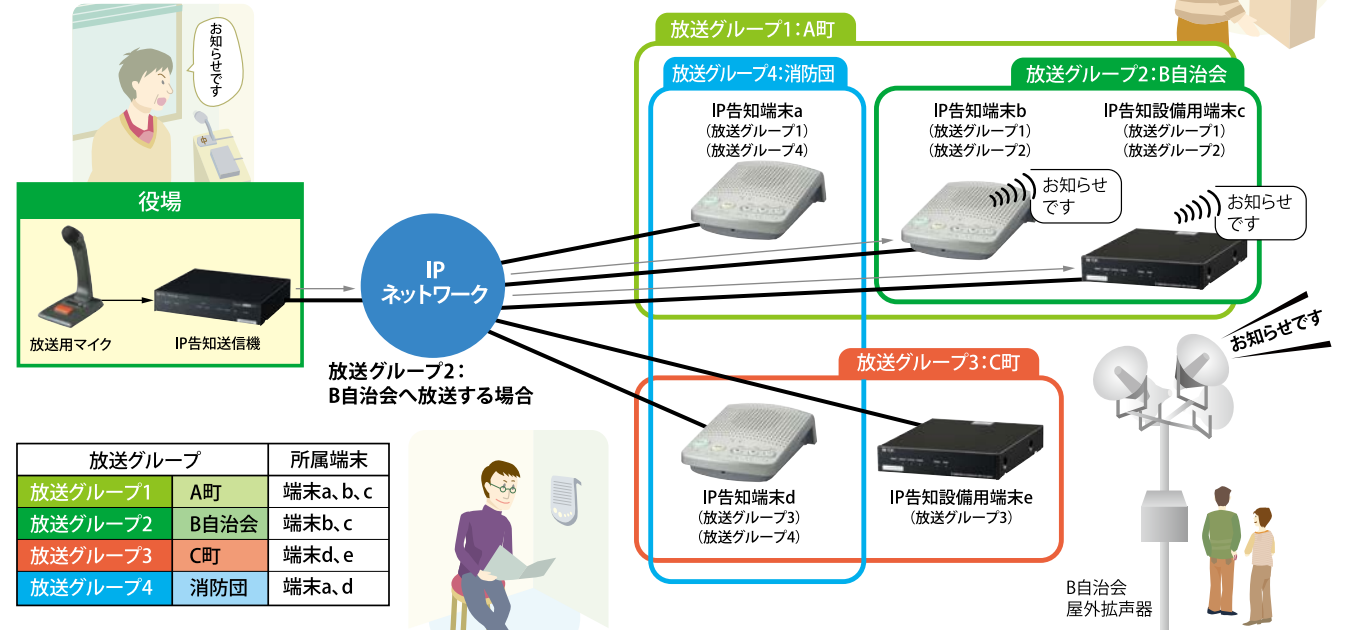 お知らせです
役場
放送用マイク
IP告知送信機
IP
ネットワーク
放送グループ2：
B自治会へ放送する場合
放送グループ1：A町
放送グループ4：消防団
放送グループ2：B自治会
IP告知端末a
（放送グループ1）
（放送グループ4）
IP告知端末b
（放送グループ1）
（放送グループ2）
IP告知設備用端末c
（放送グループ1）
（放送グループ2）
お知らせ
です
お知らせ
です
放送グループ3：C町
IP告知端末d
（放送グループ3）
（放送グループ4）
IP告知設備用端末e
（放送グループ3）
お知らせです
B自治会
屋外拡声器
放送グループ 所属端末
放送グループ1 A町 端末a、b、c
放送グループ2 B自治会 端末b、c
放送グループ3 C町 端末d、e
放送グループ4 消防団 端末a、d